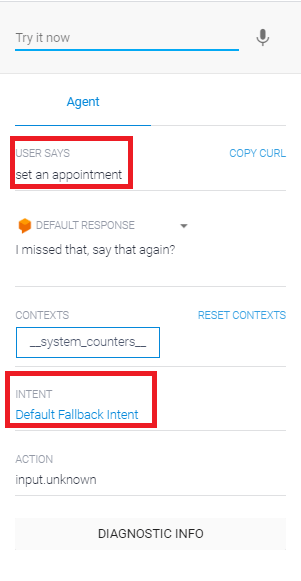 Try it now
Agent
USER SAYS COPY CURL
set an appointment
DEFAULT RESPONSE
I missed that, say that again?
CONTEXTS RESET CONTEXTS
__system_counters__
INTENT
Default Fallback Intent
ACTION
input.unknown
DIAGNOSTIC INFO